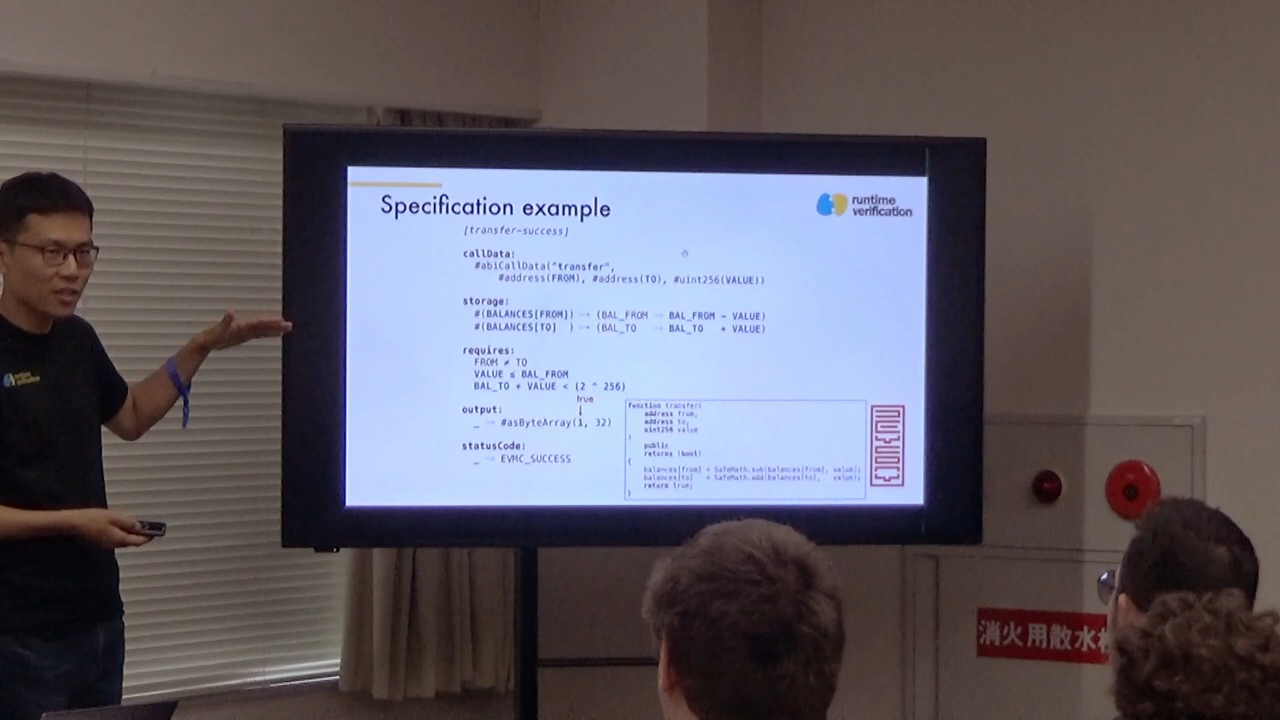 Specification example
runtime
verification
[transfer-success]
callData:
#abiCallData("transfer",
#address(FROM), #address(TO), #uint256(VALUE))
storage:
#(BALANCES[FROM]) → (BAL_FROM → BAL_FROM - VALUE)
#(BALANCES[TO] ) → (BAL_TO → BAL_TO + VALUE)
requires:
FROM ≠ TO
VALUE ≤ BAL_FROM
BAL_TO + VALUE < (2 ^ 256)
true
output:
_ → #asByteArray(1, 32)
statusCode:
_ → EVMC_SUCCESS
function transfer(
address from,
address to,
uint256 value
)
public
returns (bool)
{
balances[from] = SafeMath.sub(balances[from], value);
balances[to] = SafeMath.add(balances[to], value);
return true;
}
runtime
verification
消火用散水